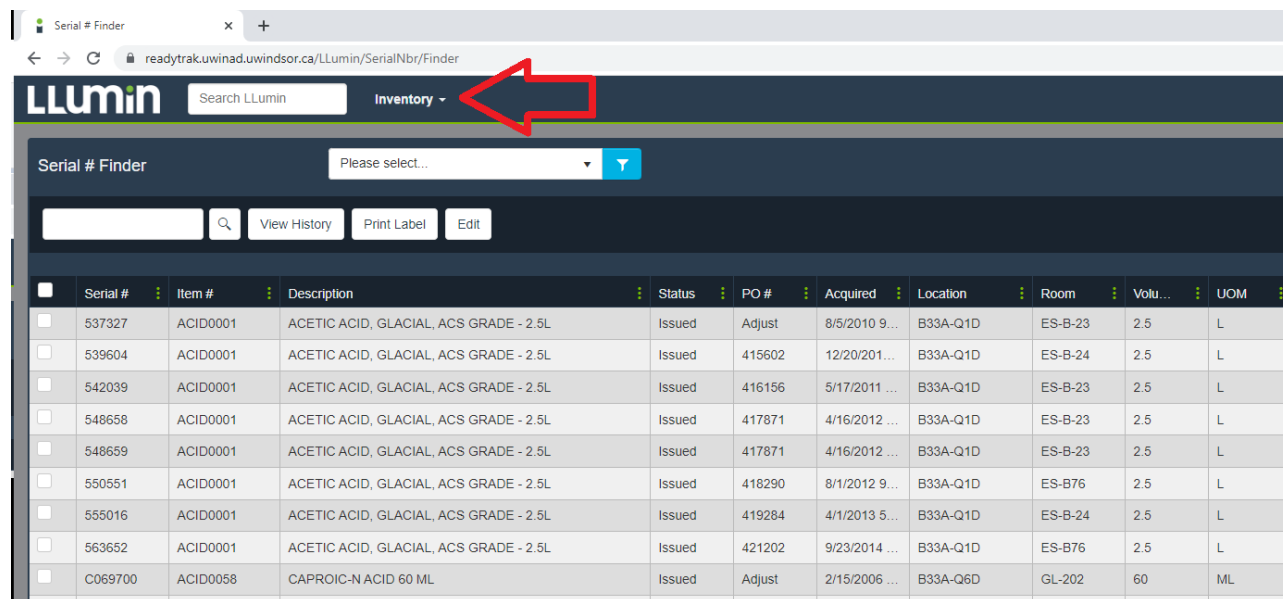 Serial # Finder
readytrak.uwinad.uwindsor.ca/LLumin/SerialNbr/Finder
LLumin Search LLumin Inventory
Serial # Finder Please select...
View History Print Label Edit
Serial # Item # Description Status PO # Acquired Location Room Volu... UOM
537327 ACID0001 ACETIC ACID, GLACIAL, ACS GRADE - 2.5L Issued Adjust 8/5/2010 9... B33A-Q1D ES-B-23 2.5 L
539604 ACID0001 ACETIC ACID, GLACIAL, ACS GRADE - 2.5L Issued 415602 12/20/201... B33A-Q1D ES-B-24 2.5 L
542039 ACID0001 ACETIC ACID, GLACIAL, ACS GRADE - 2.5L Issued 416156 5/17/2011 ... B33A-Q1D ES-B-23 2.5 L
548658 ACID0001 ACETIC ACID, GLACIAL, ACS GRADE - 2.5L Issued 417871 4/16/2012 ... B33A-Q1D ES-B-23 2.5 L
548659 ACID0001 ACETIC ACID, GLACIAL, ACS GRADE - 2.5L Issued 417871 4/16/2012 ... B33A-Q1D ES-B-23 2.5 L
550551 ACID0001 ACETIC ACID, GLACIAL, ACS GRADE - 2.5L Issued 418290 8/1/2012 9... B33A-Q1D ES-B76 2.5 L
555016 ACID0001 ACETIC ACID, GLACIAL, ACS GRADE - 2.5L Issued 419284 4/1/2013 5... B33A-Q1D ES-B-24 2.5 L
563652 ACID0001 ACETIC ACID, GLACIAL, ACS GRADE - 2.5L Issued 421202 9/23/2014 ... B33A-Q1D ES-B76 2.5 L
C069700 ACID0058 CAPROIC-N ACID 60 ML Issued Adjust 2/15/2006 ... B33A-Q6D GL-202 60 ML